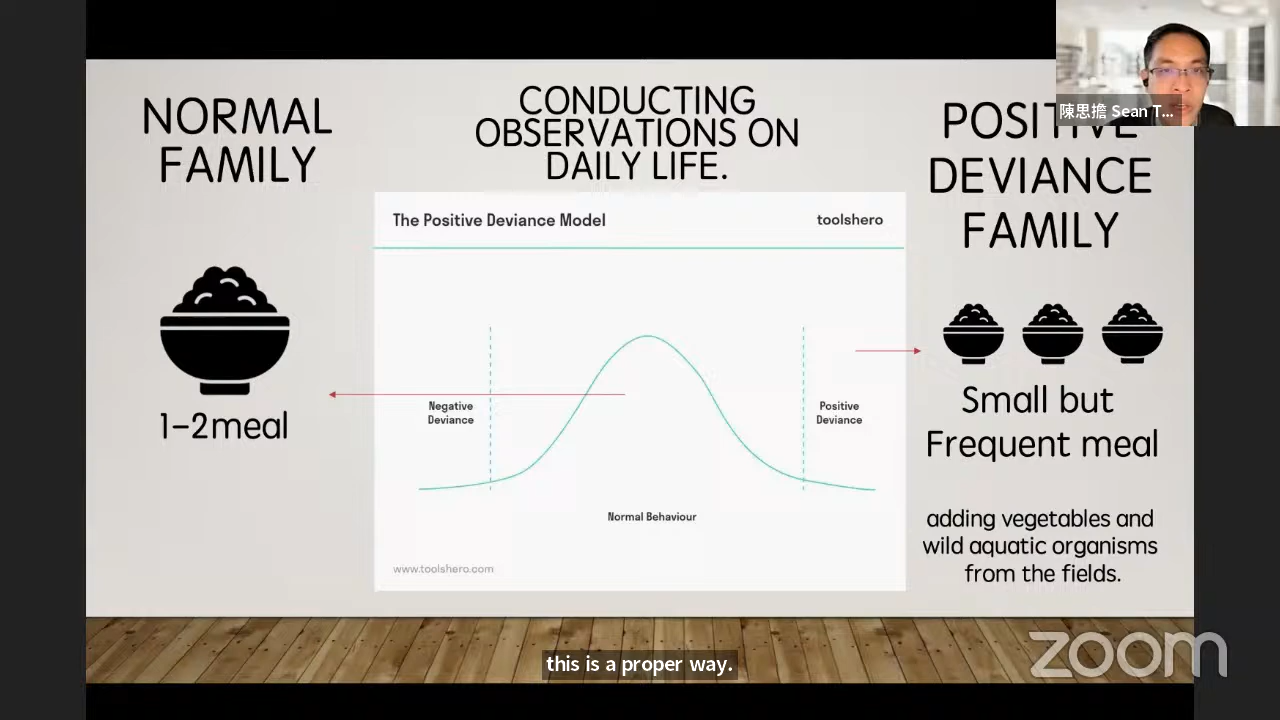 NORMAL
FAMILY
1-2meal
CONDUCTING
OBSERVATIONS ON
DAILY LIFE.
The Positive Deviance Model
toolshero
Negative
Deviance
Positive
Deviance
Normal Behaviour
www.toolshero.com
POSITIVE
DEVIANCE
FAMILY
Small but
Frequent meal
adding vegetables and
wild aquatic organisms
from the fields.
陳思擔 Sean T...
this is a proper way.
zoom